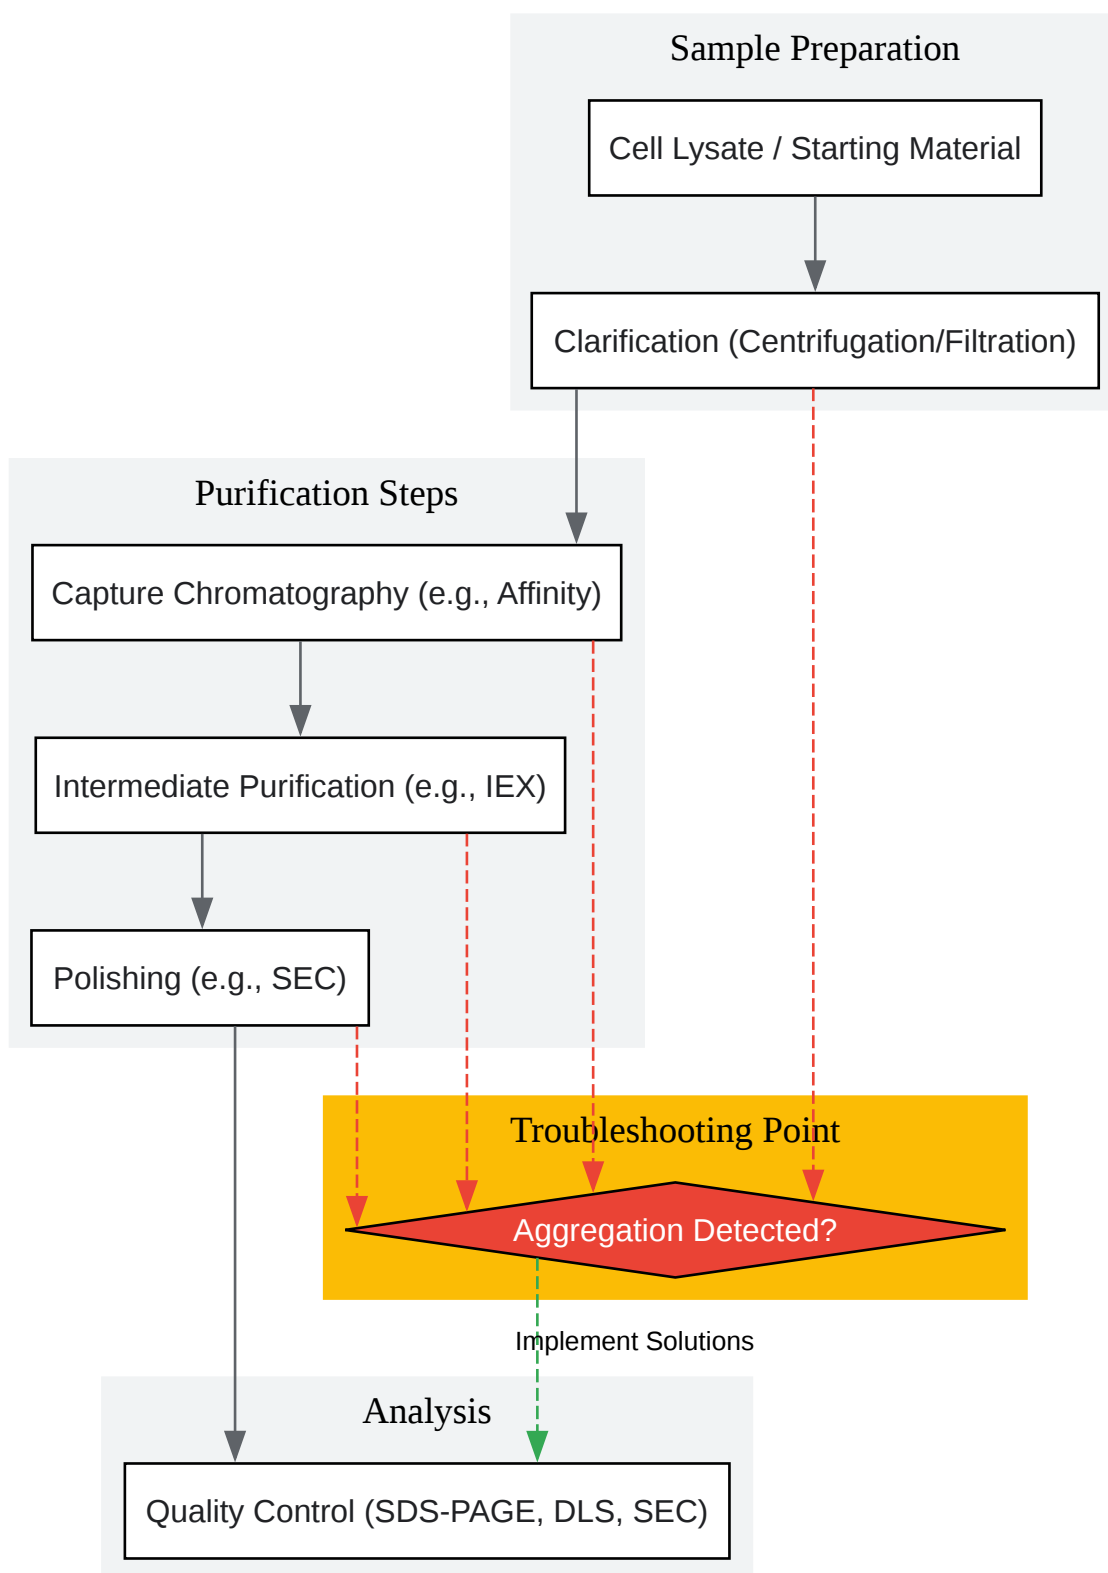 Sample Preparation
Cell Lysate / Starting Material
Clarification (Centrifugation/Filtration)
Purification Steps
Capture Chromatography (e.g., Affinity)
Intermediate Purification (e.g., IEX)
Polishing (e.g., SEC)
Troubleshooting Point
Aggregation Detected?
Implement Solutions
Analysis
Quality Control (SDS-PAGE, DLS, SEC)